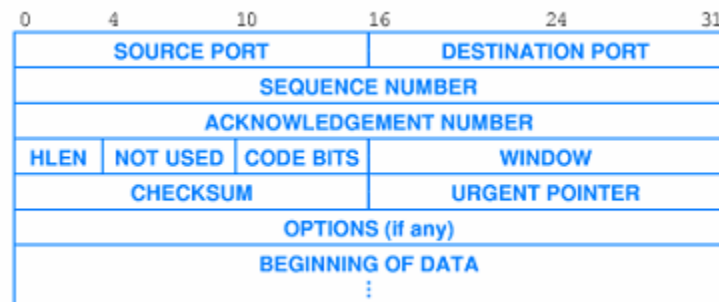 0 4 10 16 24 31
SOURCE PORT DESTINATION PORT
SEQUENCE NUMBER
ACKNOWLEDGEMENT NUMBER
HLEN NOT USED CODE BITS WINDOW
CHECKSUM URGENT POINTER
OPTIONS (if any)
BEGINNING OF DATA